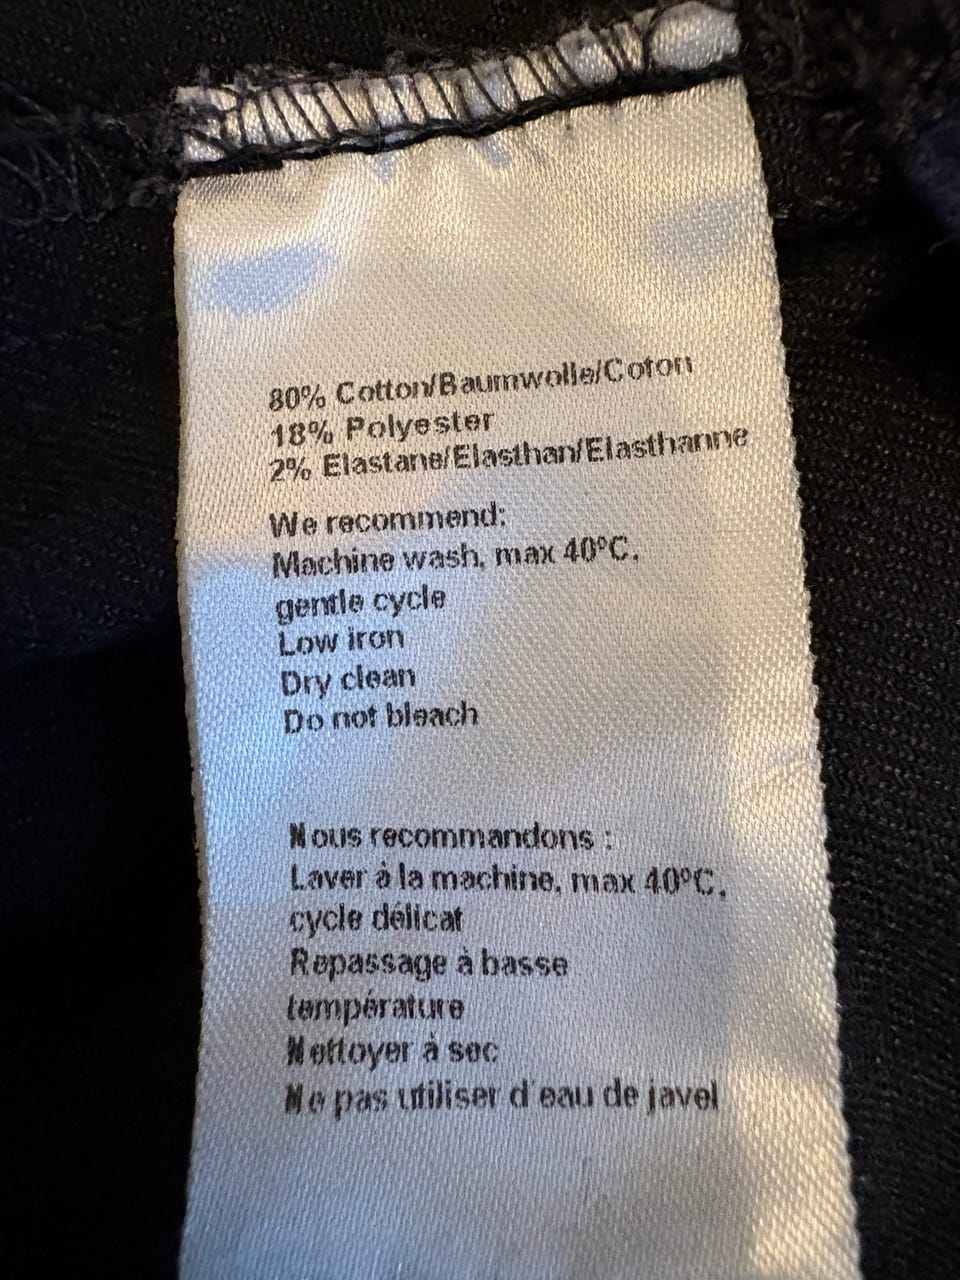 80% Cotton/Baumwolle/Coton
18% Polyester
2% Elastane/Elasthan/Elasthanne
We recommend:
Machine wash, max 40°C,
gentle cycle
Low iron
Dry clean
Do not bleach
Nous recommandons :
Laver à la machine, max 40°C,
cycle délicat
Repassage à basse
température
Nettoyer à sec
Ne pas utiliser d'eau de javel